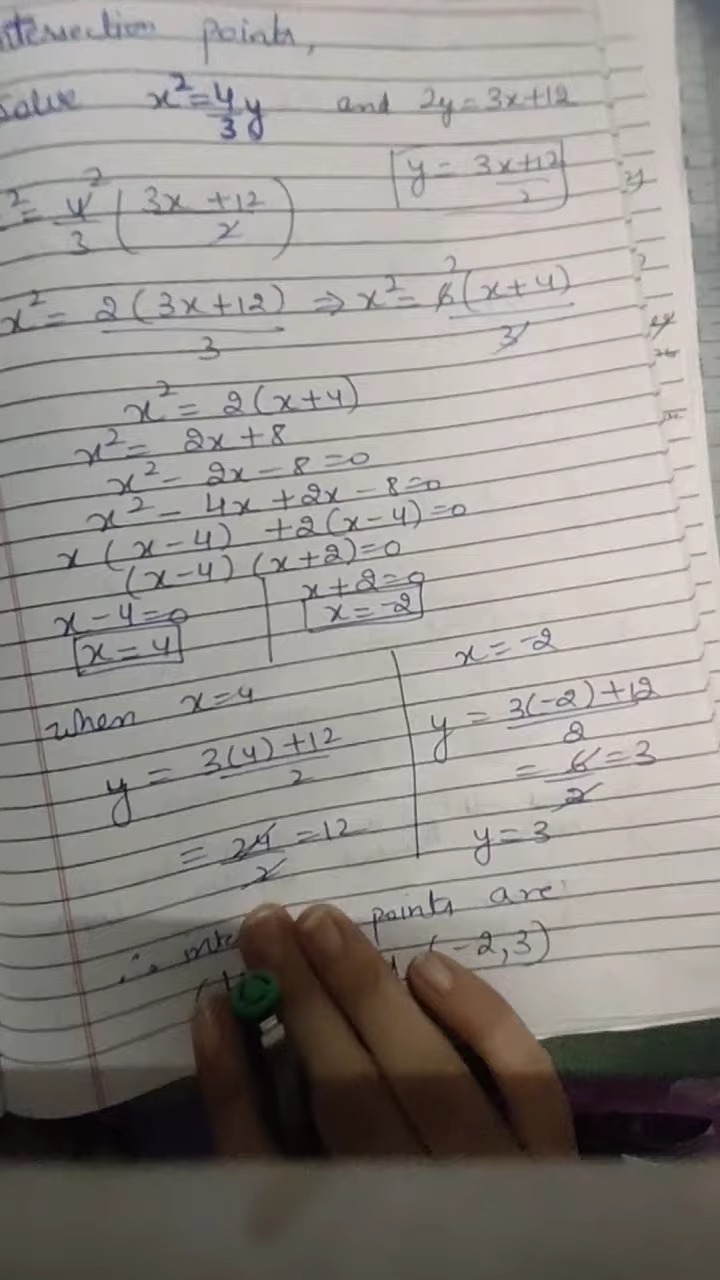 points,
x² = 4/3 y and 2y = 3x+12
² = 4/3 (3x+12 / 2) y = 3x+12 / 2
x² = 2(3x+12) / 3 ⇒ x² = 6(x+4) / 3
x² = 2(x+4)
x² = 2x+8
x² - 2x - 8 = 0
x² - 4x + 2x - 8 = 0
x(x-4) + 2(x-4) = 0
(x-4)(x+2) = 0
x-4=0 x+2=0
x=4 x=-2
when x=4 x=-2
y = 3(4)+12 / 2 y = 3(-2)+12 / 2
= 24/2 = 12 = 6/2 = 3
y = 3
∴ points are
(-2,3)